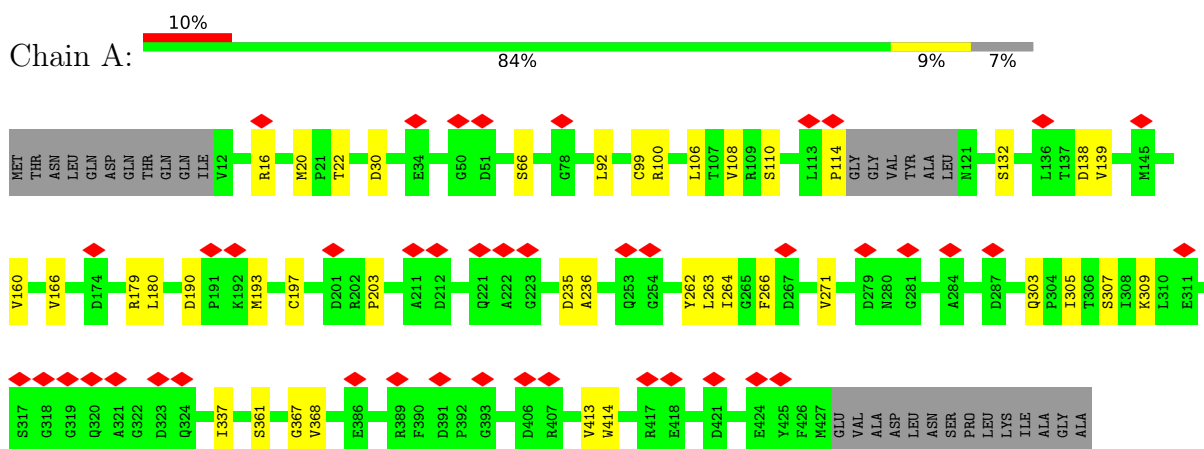 10%
Chain A:
84% 9% 7%
MET THR ASN LEU GLN ASP GLN THR GLN GLN ILE V12 R16 M20 P21 T22 D30 E34 G50 D51 S66 G78 L92 C99 R100 L106 T107 V108 R109 S110 L113 P114 GLY GLY VAL TYR ALA LEU N121 S132 L136 T137 D138 V139 M145
V160 V166 D174 R179 L180 D190 P191 K192 M193 C197 D201 R202 P203 A211 D212 Q221 A222 G223 D235 A236 Q253 G254 Y262 L263 I264 G265 F266 D267 V271 D279 N280 G281 A284 D287 Q303 P304 I305 T306 S307 I308 K309 L310 E311
S317 G318 G319 Q320 A321 G322 D323 Q324 I337 S361 G367 V368 E386 R389 F390 D391 P392 G393 D406 R407 V413 W414 R417 E418 D421 E424 Y425 F426 M427 GLU VAL ALA ASP LEU ASN SER PRO LEU LYS ILE ALA GLY ALA